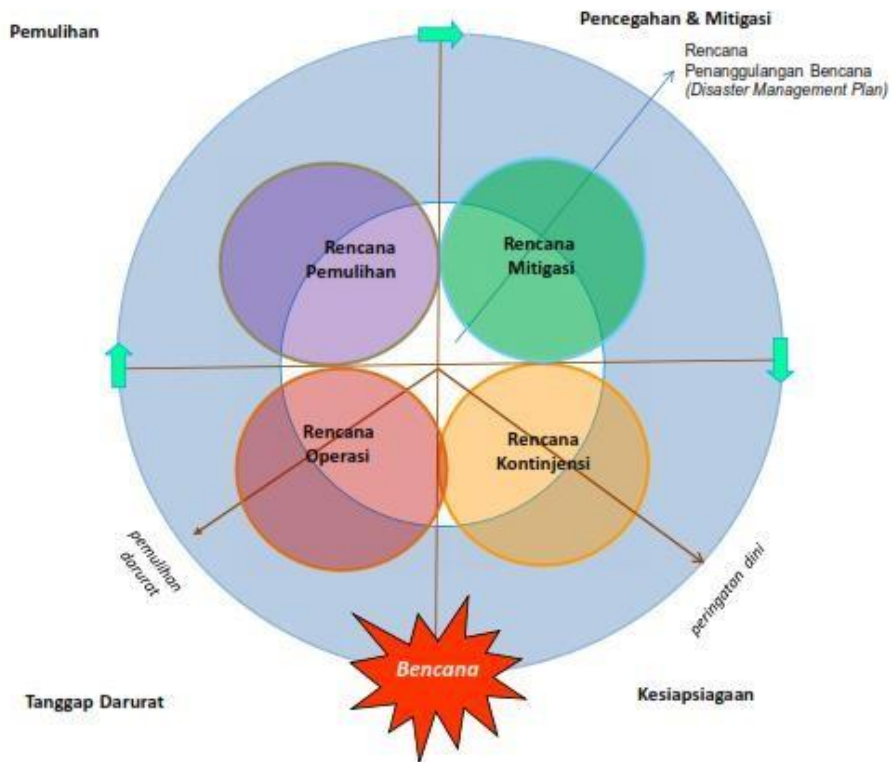 Pemulihan
Pencegahan & Mitigasi
Rencana
Penanggulangan Bencana
(Disaster Management Plan)
Rencana
Pemulihan
Rencana
Mitigasi
Rencana
Operasi
Rencana
Kontinjensi
pemulihan
darurat
peringatan dini
Bencana
Tanggap Darurat
Kesiapsiagaan